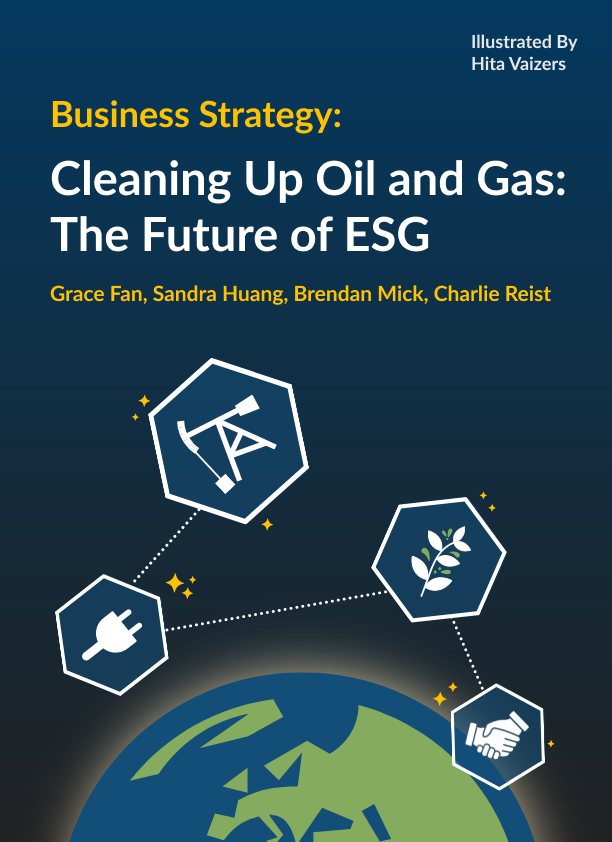 Illustrated By
Hita Vaizers
Business Strategy:
Cleaning Up Oil and Gas:
The Future of ESG
Grace Fan, Sandra Huang, Brendan Mick, Charlie Reist